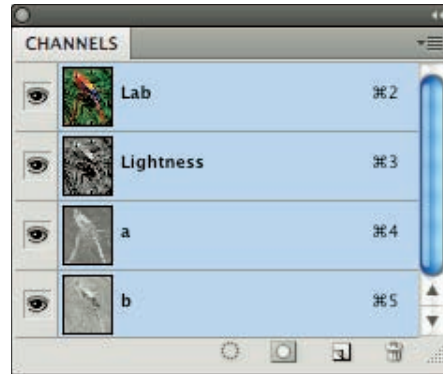 CHANNELS
Lab ⌘2
Lightness ⌘3
a ⌘4
b ⌘5